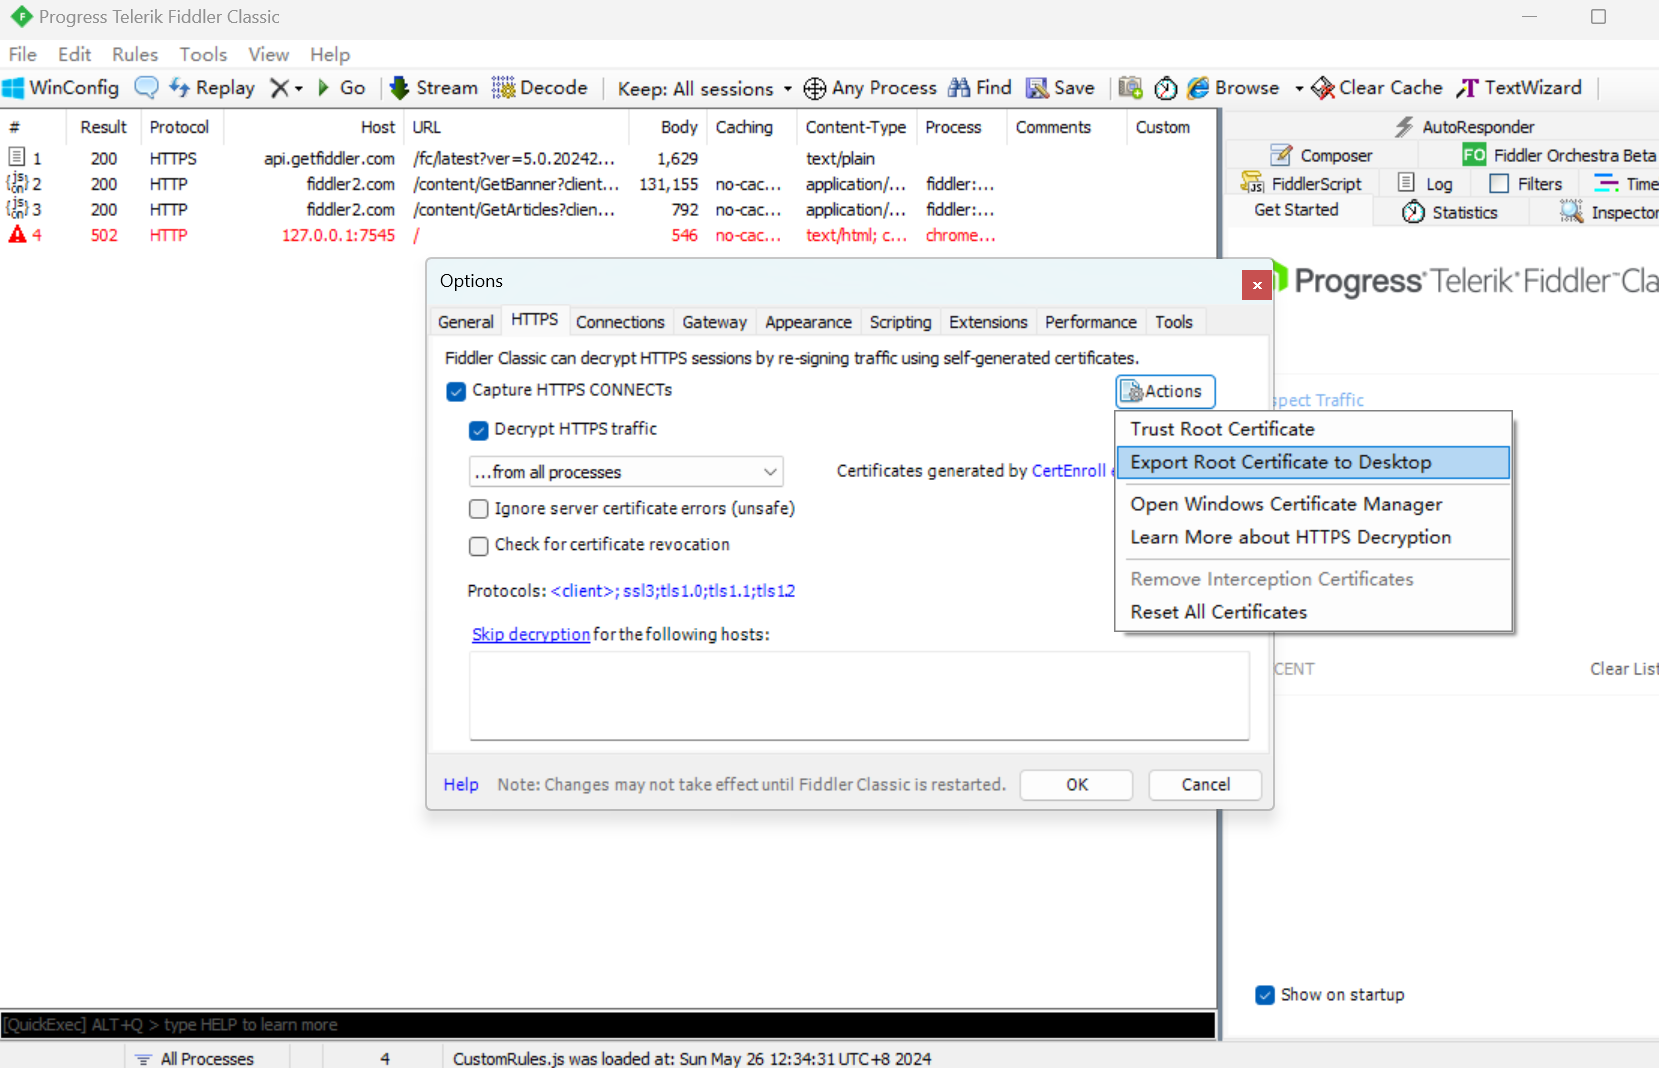 Progress Telerik Fiddler Classic
File Edit Rules Tools View Help
WinConfig Replay Go Stream Decode Keep: All sessions Any Process Find Save Browse Clear Cache TextWizard
# Result Protocol Host URL Body Caching Content-Type Process Comments Custom
1 200 HTTPS api.getfiddler.com /fc/latest?ver=5.0.20242... 1,629 text/plain
2 200 HTTP fiddler2.com /content/GetBanner?client... 131,155 no-cac... application/... fiddler:...
3 200 HTTP fiddler2.com /content/GetArticles?clien... 792 no-cac... application/... fiddler:...
4 502 HTTP 127.0.0.1:7545 / 546 no-cac... text/html; c... chrome...
AutoResponder
Composer FO Fiddler Orchestra Beta
FiddlerScript Log Filters Time
Get Started Statistics Inspector
Progress Telerik Fiddler Cla
Options
General HTTPS Connections Gateway Appearance Scripting Extensions Performance Tools
Fiddler Classic can decrypt HTTPS sessions by re-signing traffic using self-generated certificates.
Capture HTTPS CONNECTs
Actions
spect Traffic
Decrypt HTTPS traffic
Trust Root Certificate
...from all processes
Certificates generated by CertEnroll e
Export Root Certificate to Desktop
Ignore server certificate errors (unsafe)
Open Windows Certificate Manager
Check for certificate revocation
Learn More about HTTPS Decryption
Protocols: <client>; ssl3;tls1.0;tls1.1;tls1.2
Remove Interception Certificates
Reset All Certificates
Skip decryption for the following hosts:
CENT Clear List
Help Note: Changes may not take effect until Fiddler Classic is restarted. OK Cancel
Show on startup
[QuickExec] ALT+Q > type HELP to learn more
All Processes 4 CustomRules.js was loaded at: Sun May 26 12:34:31 UTC+8 2024